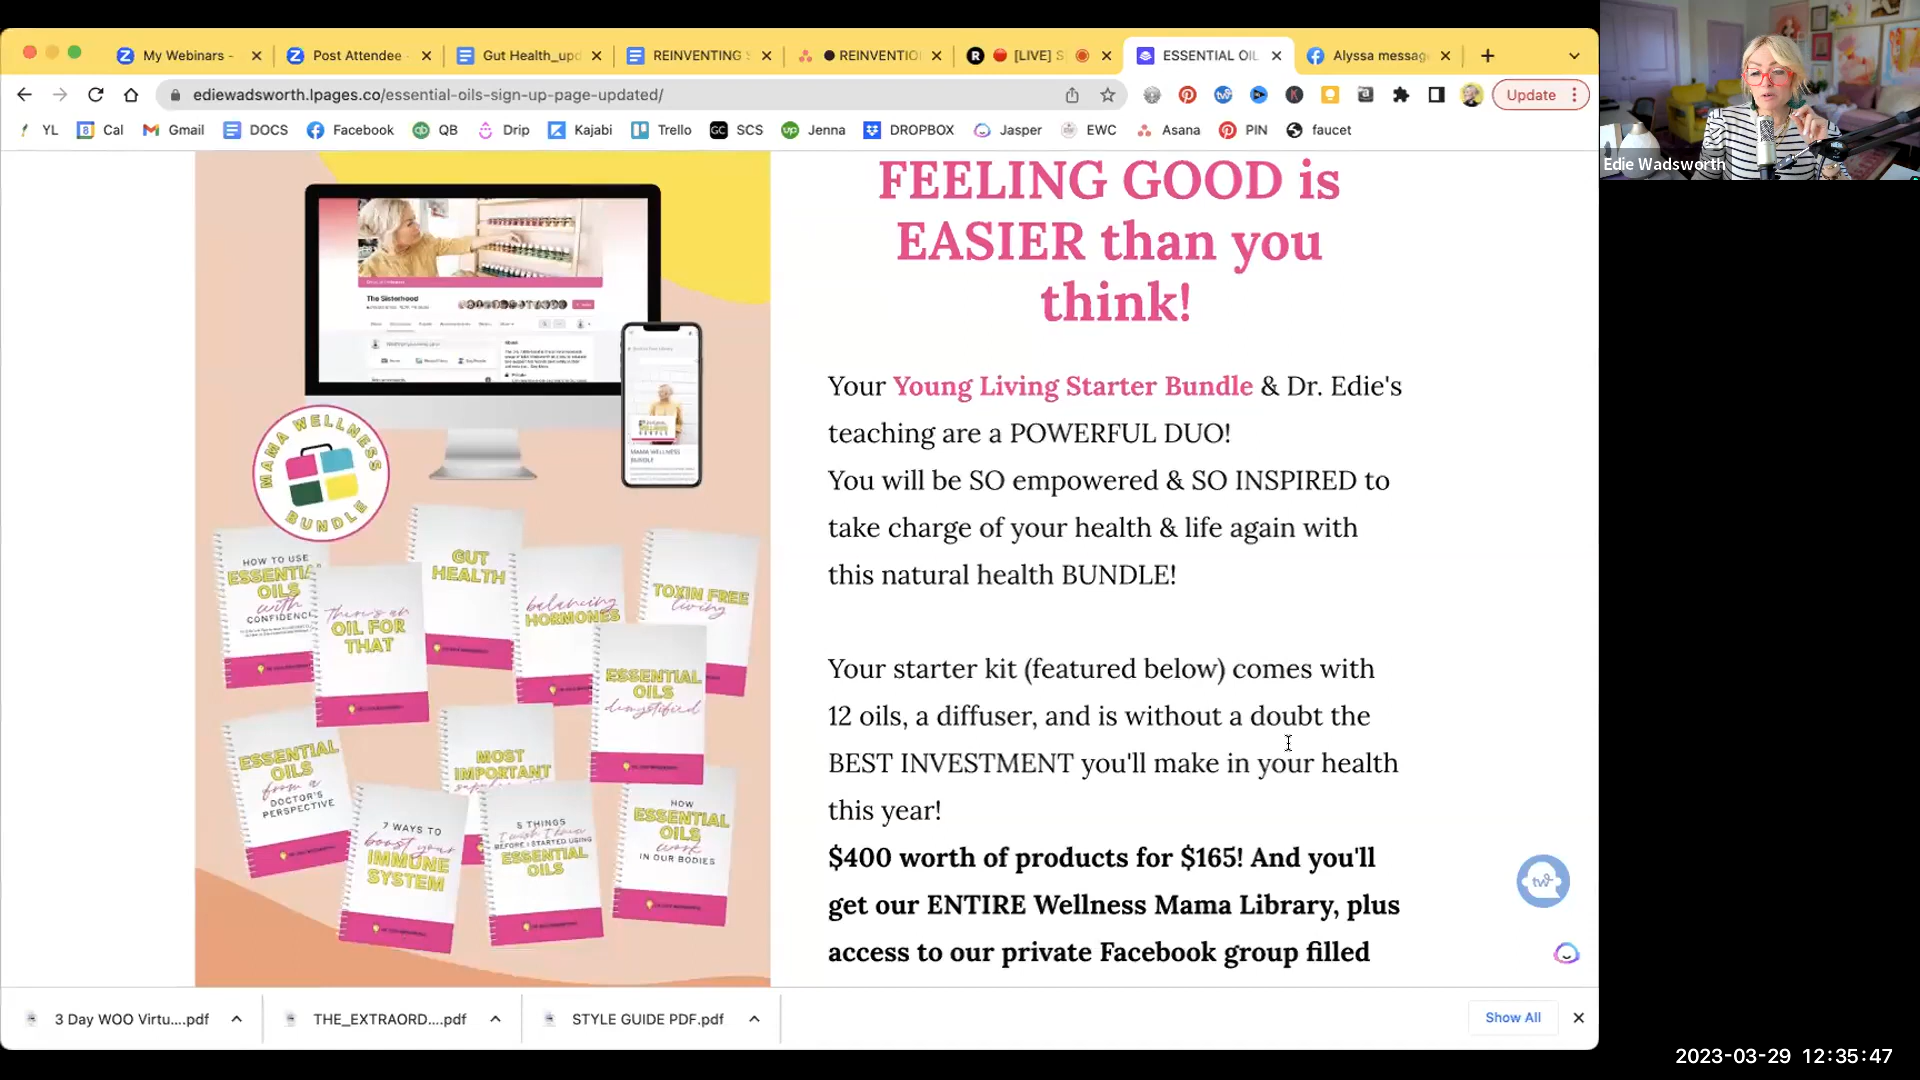 My Webinars -
Post Attendee -
Gut Health_upd
REINVENTING S
REINVENTIO
[LIVE] S
ESSENTIAL OIL
Alyssa messag
ediewadsworth.lpages.co/essential-oils-sign-up-page-updated/
Update
YL
Cal
Gmail
DOCS
Facebook
QB
Drip
Kajabi
Trello
SCS
Jenna
DROPBOX
Jasper
EWC
Asana
PIN
faucet
Edie Wadsworth
The Sisterhood
MAMA WELLNESS
BUNDLE
MAMA WELLNESS
BUNDLE
HOW TO USE
ESSENTIAL
OILS
with
CONFIDENC
There's an
OIL FOR
THAT
GUT
HEALTH
balancing
HORMONES
TOXIN FREE
living
ESSENTIAL
OILS
demystified
ESSENTIAL
OILS
from a
DOCTOR'S
PERSPECTIVE
MOST
IMPORTANT
7 WAYS TO
boost your
IMMUNE
SYSTEM
5 THINGS
I wish I knew
BEFORE I STARTED USING
ESSENTIAL
OILS
HOW
ESSENTIAL
OILS
work
IN OUR BODIES
FEELING GOOD is
EASIER than you
think!
Your Young Living Starter Bundle & Dr. Edie's
teaching are a POWERFUL DUO!
You will be SO empowered & SO INSPIRED to
take charge of your health & life again with
this natural health BUNDLE!
Your starter kit (featured below) comes with
12 oils, a diffuser, and is without a doubt the
BEST INVESTMENT you'll make in your health
this year!
$400 worth of products for $165! And you'll
get our ENTIRE Wellness Mama Library, plus
access to our private Facebook group filled
tw
3 Day WOO Virtu....pdf
THE_EXTRAORD....pdf
STYLE GUIDE PDF.pdf
Show All
2023-03-29 12:35:47